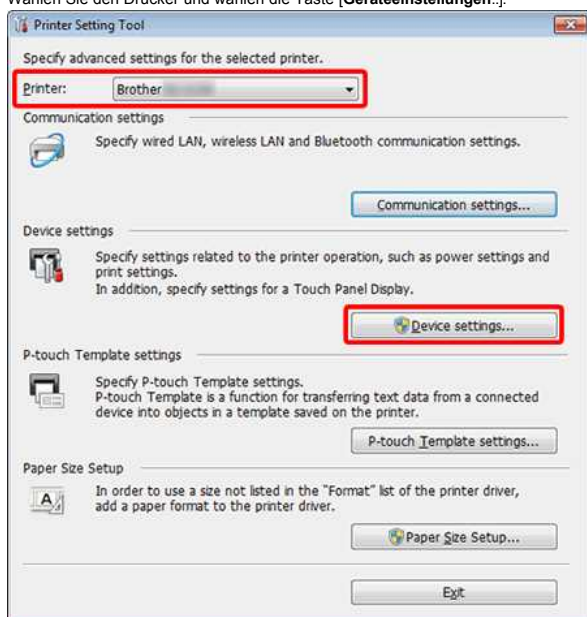 Wählen Sie den Drucker und wählen die Taste [Geräteeinstellungen..].
Printer Setting Tool
Specify advanced settings for the selected printer.
Printer: Brother
Communication settings
Specify wired LAN, wireless LAN and Bluetooth communication settings.
Communication settings...
Device settings
Specify settings related to the printer operation, such as power settings and
print settings.
In addition, specify settings for a Touch Panel Display.
Device settings...
P-touch Template settings
Specify P-touch Template settings.
P-touch Template is a function for transferring text data from a connected
device into objects in a template saved on the printer.
P-touch Template settings...
Paper Size Setup
In order to use a size not listed in the "Format" list of the printer driver,
add a paper format to the printer driver.
Paper Size Setup...
Exit